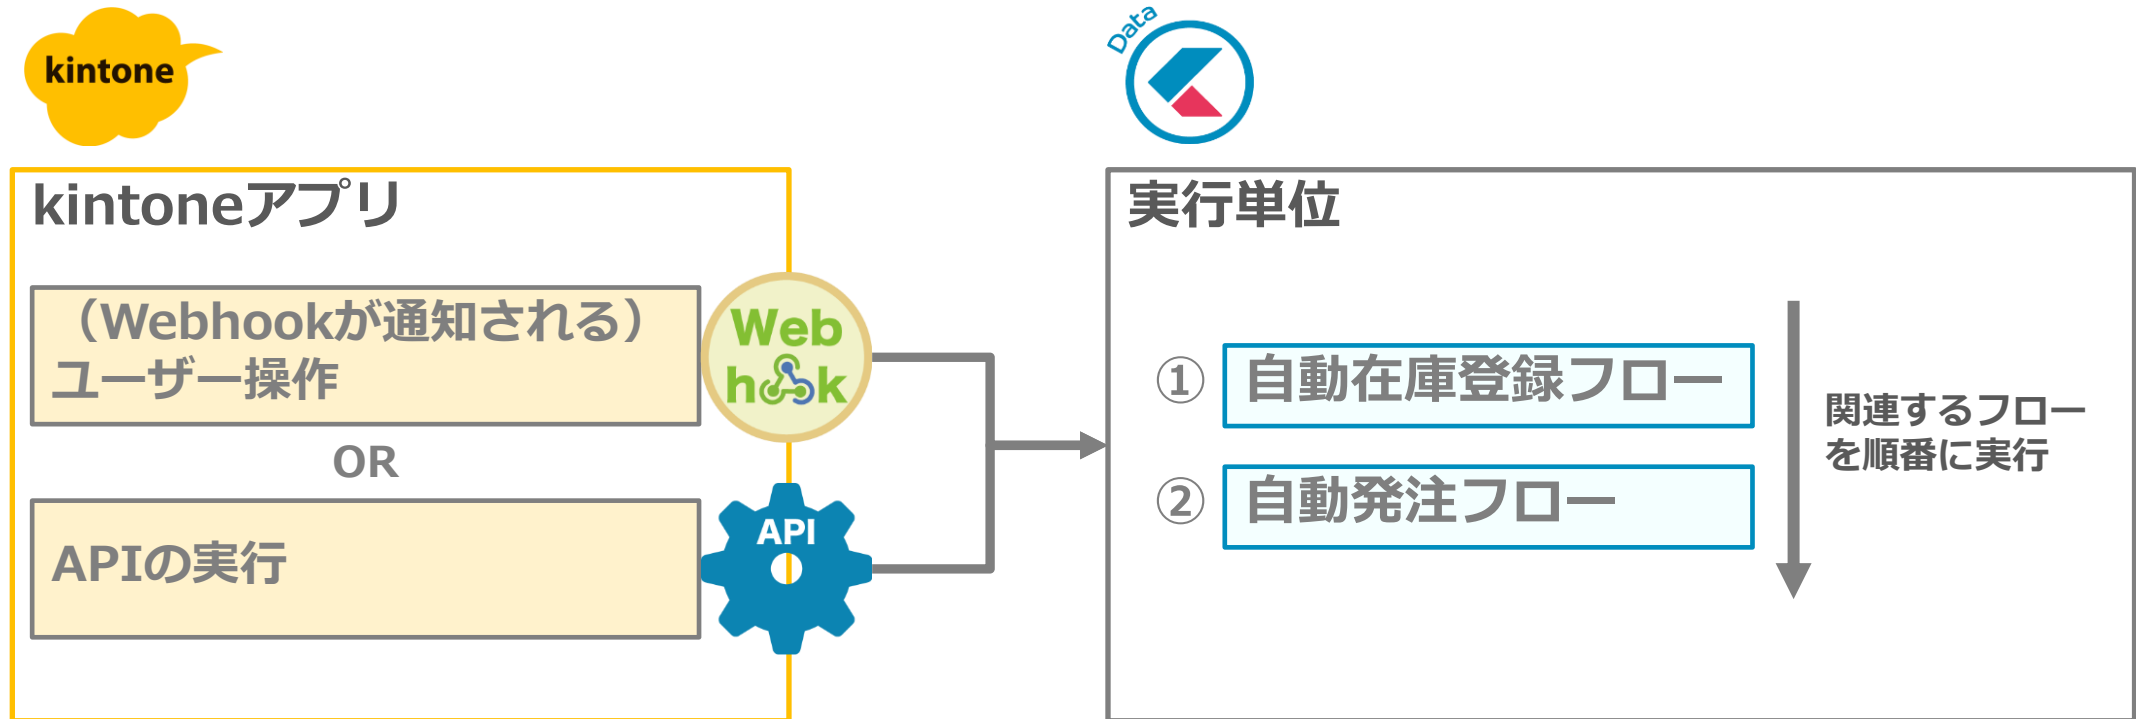 kintone
Data
kintoneアプリ
（Webhookが通知される）
ユーザー操作
Web
hook
OR
APIの実行
API
実行単位
① 自動在庫登録フロー
② 自動発注フロー
関連するフロー
を順番に実行